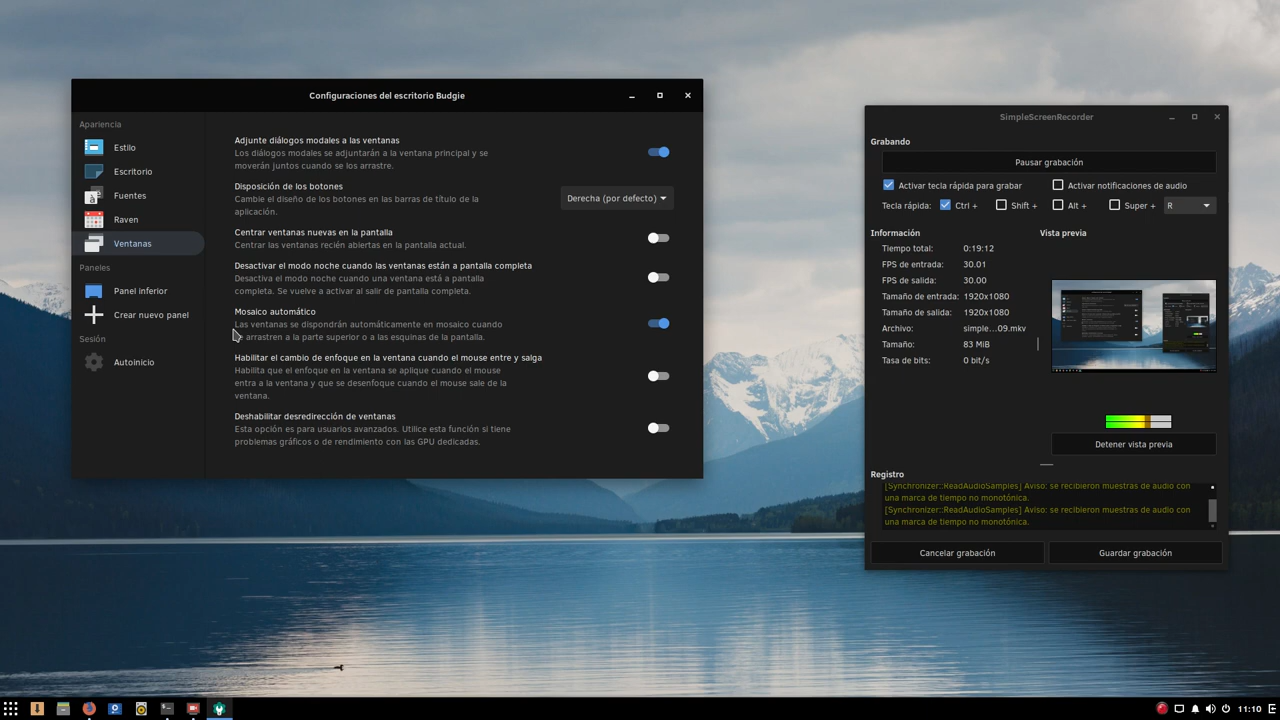 Configuraciones del escritorio Budgie
Apariencia
Estilo
Escritorio
Fuentes
Raven
Ventanas
Paneles
Panel inferior
Crear nuevo panel
Sesión
Autoinicio
Adjunte diálogos modales a las ventanas
Los diálogos modales se adjuntarán a la ventana principal y se
moverán juntos cuando se los arrastre.
Disposición de los botones
Cambie el diseño de los botones en las barras de título de la
aplicación.
Derecha (por defecto)
Centrar ventanas nuevas en la pantalla
Centrar las ventanas recién abiertas en la pantalla actual.
Desactivar el modo noche cuando las ventanas están a pantalla completa
Desactiva el modo noche cuando una ventana está a pantalla
completa. Se vuelve a activar al salir de pantalla completa.
Mosaico automático
Las ventanas se dispondrán automáticamente en mosaico cuando
se arrastren a la parte superior o a las esquinas de la pantalla.
Habilitar el cambio de enfoque en la ventana cuando el mouse entre y salga
Habilita que el enfoque en la ventana se aplique cuando el mouse
entra a la ventana y que se desenfoque cuando el mouse sale de la
ventana.
Deshabilitar desredirección de ventanas
Esta opción es para usuarios avanzados. Utilice esta función si tiene
problemas gráficos o de rendimiento con las GPU dedicadas.
SimpleScreenRecorder
Grabando
Pausar grabación
Activar tecla rápida para grabar
Activar notificaciones de audio
Tecla rápida: Ctrl + Shift + Alt + Super + R
Información
Tiempo total: 0:19:12
FPS de entrada: 30.01
FPS de salida: 30.00
Tamaño de entrada: 1920x1080
Tamaño de salida: 1920x1080
Archivo: simple...09.mkv
Tamaño: 83 MiB
Tasa de bits: 0 bit/s
Vista previa
Detener vista previa
Registro
[Synchronizer::ReadAudioSamples] Aviso: se recibieron muestras de audio con
una marca de tiempo no monotónica.
[Synchronizer::ReadAudioSamples] Aviso: se recibieron muestras de audio con
una marca de tiempo no monotónica.
Cancelar grabación
Guardar grabación
11:10